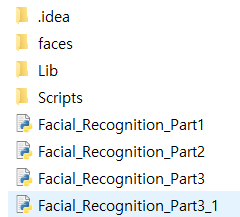 .idea
faces
Lib
Scripts
Facial_Recognition_Part1
Facial_Recognition_Part2
Facial_Recognition_Part3
Facial_Recognition_Part3_1